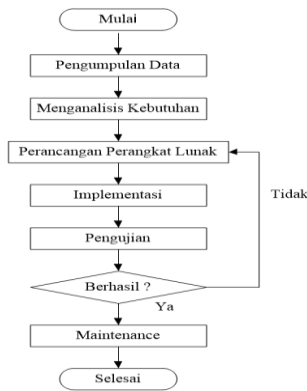 Mulai
Pengumpulan Data
Menganalisis Kebutuhan
Perancangan Perangkat Lunak
Implementasi
Tidak
Pengujian
Berhasil ?
Ya
Maintenance
Selesai